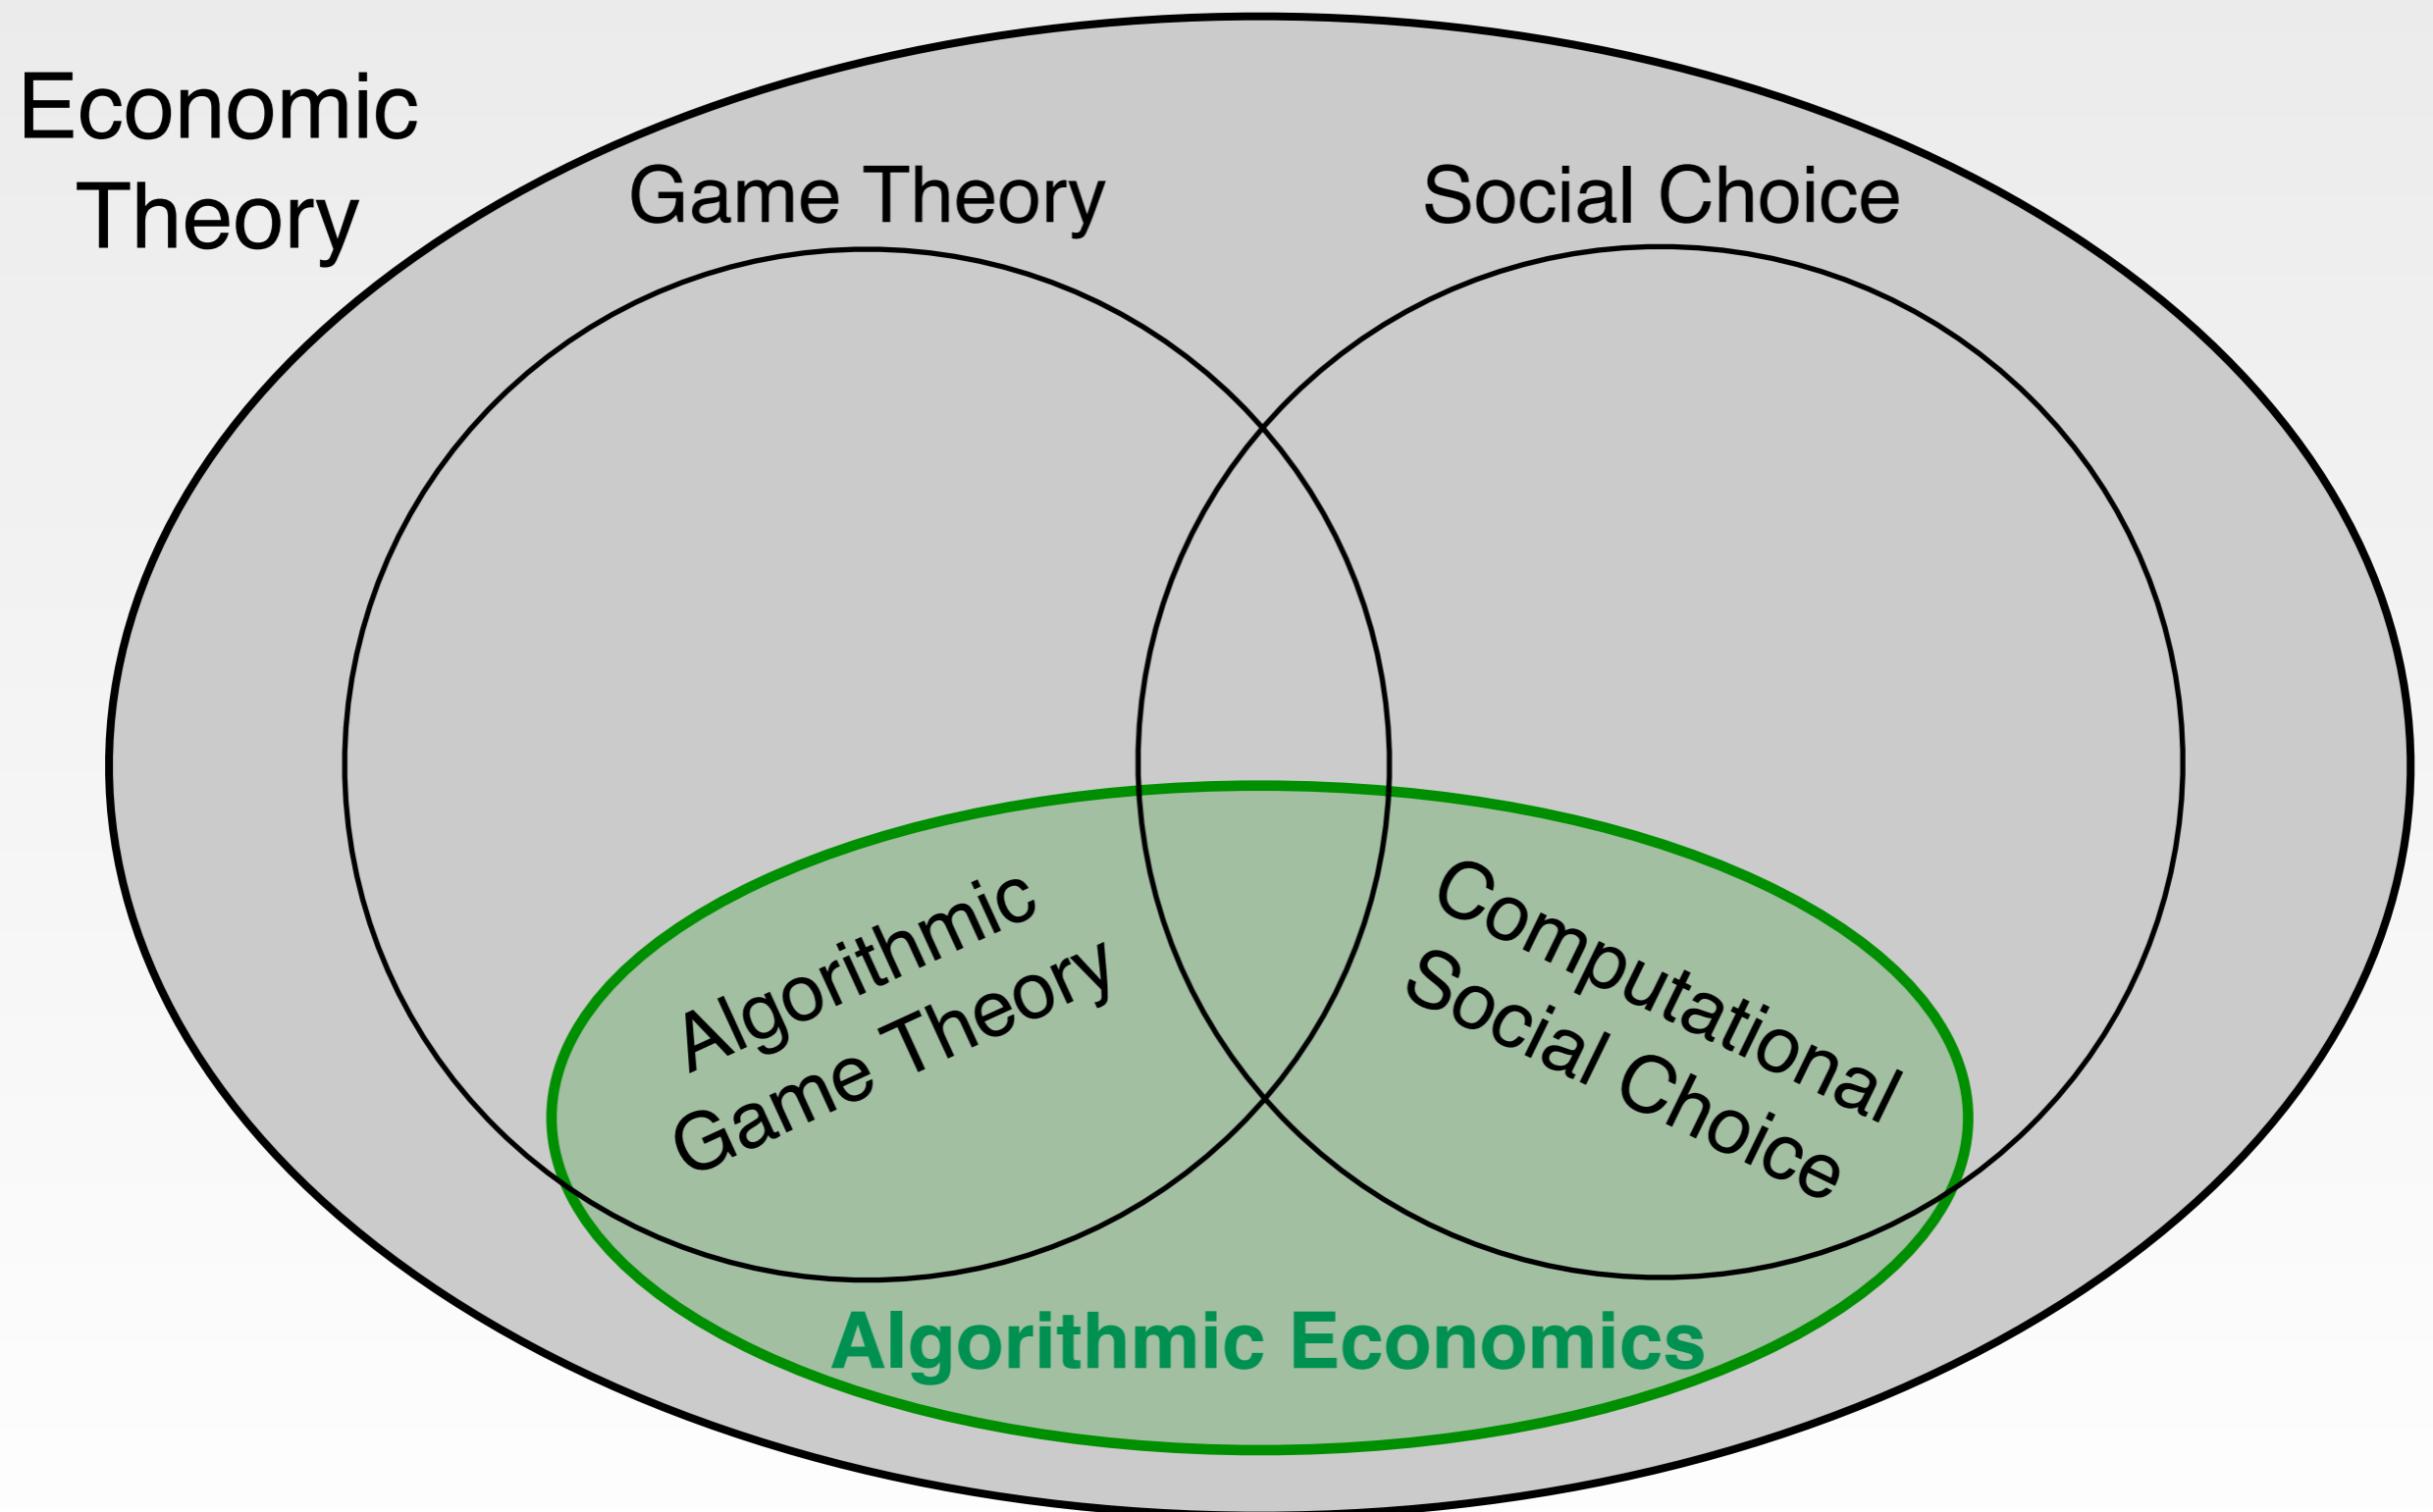 Economic
Theory
Game Theory
Social Choice
Algorithmic
Game Theory
Computational
Social Choice
Algorithmic Economics